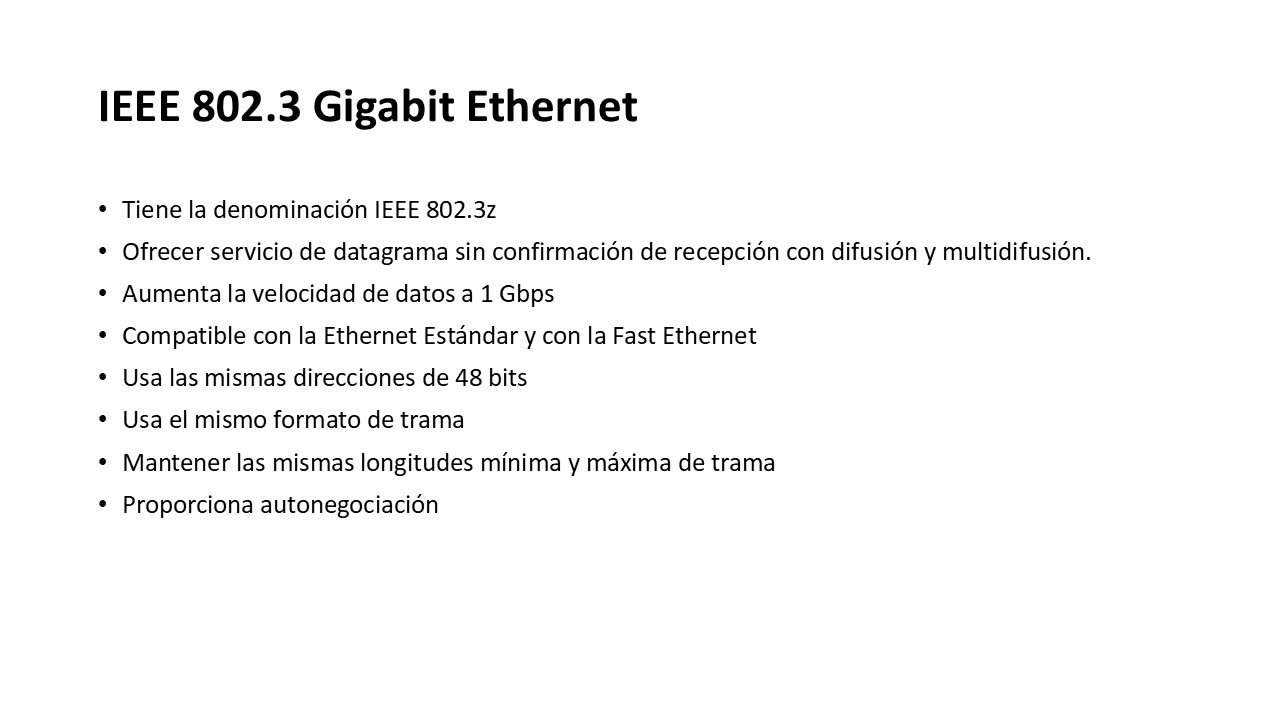 IEEE 802.3 Gigabit Ethernet
• Tiene la denominación IEEE 802.3z
• Ofrecer servicio de datagrama sin confirmación de recepción con difusión y multidifusión.
• Aumenta la velocidad de datos a 1 Gbps
• Compatible con la Ethernet Estándar y con la Fast Ethernet
• Usa las mismas direcciones de 48 bits
• Usa el mismo formato de trama
• Mantener las mismas longitudes mínima y máxima de trama
• Proporciona autonegociación